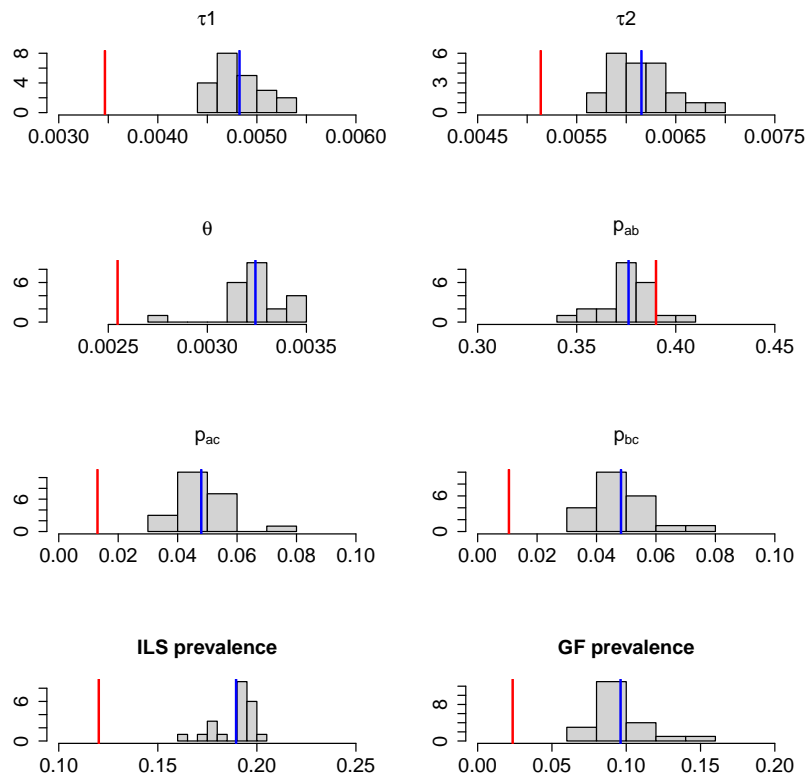 τ1
0 4 8
0.0030 0.0040 0.0050 0.0060
τ2
0 3 6
0.0045 0.0055 0.0065 0.0075
θ
0 6
0.0025 0.0030 0.0035
pab
0 6
0.30 0.35 0.40 0.45
pac
0 6
0.00 0.02 0.04 0.06 0.08 0.10
pbc
0 6
0.00 0.02 0.04 0.06 0.08 0.10
ILS prevalence
0 6
0.10 0.15 0.20 0.25
GF prevalence
0 4 8
0.00 0.05 0.10 0.15 0.20